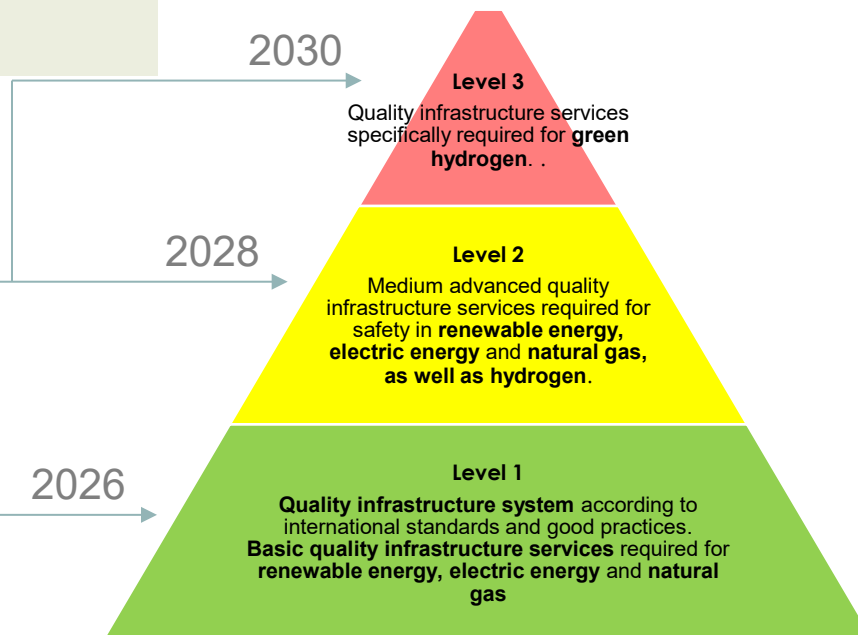 2030
Level 3
Quality infrastructure services
specifically required for green
hydrogen. .
2028
Level 2
Medium advanced quality
infrastructure services required for
safety in renewable energy,
electric energy and natural gas,
as well as hydrogen.
2026
Level 1
Quality infrastructure system according to
international standards and good practices.
Basic quality infrastructure services required for
renewable energy, electric energy and natural
gas